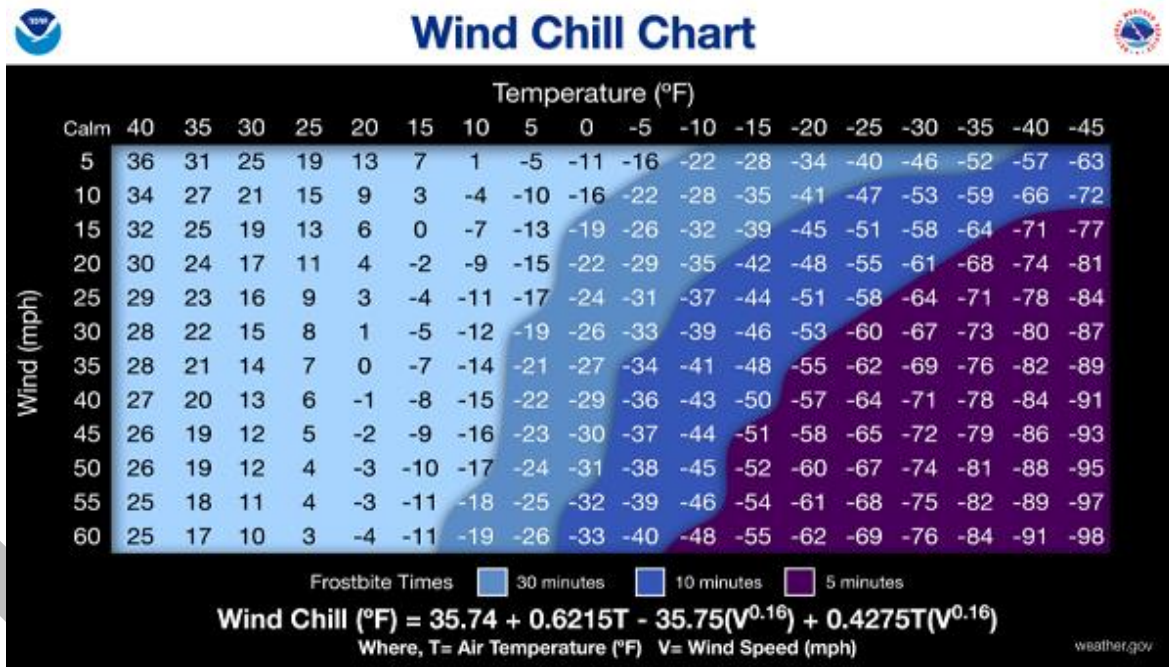 Wind Chill Chart
Temperature (ºF)
Calm 40 35 30 25 20 15 10 5 0 -5 -10 -15 -20 -25 -30 -35 -40 -45
5 36 31 25 19 13 7 1 -5 -11 -16 -22 -28 -34 -40 -46 -52 -57 -63
10 34 27 21 15 9 3 -4 -10 -16 -22 -28 -35 -41 -47 -53 -59 -66 -72
15 32 25 19 13 6 0 -7 -13 -19 -26 -32 -39 -45 -51 -58 -64 -71 -77
20 30 24 17 11 4 -2 -9 -15 -22 -29 -35 -42 -48 -55 -61 -68 -74 -81
25 29 23 16 9 3 -4 -11 -17 -24 -31 -37 -44 -51 -58 -64 -71 -78 -84
30 28 22 15 8 1 -5 -12 -19 -26 -33 -39 -46 -53 -60 -67 -73 -80 -87
35 28 21 14 7 0 -7 -14 -21 -27 -34 -41 -48 -55 -62 -69 -76 -82 -89
40 27 20 13 6 -1 -8 -15 -22 -29 -36 -43 -50 -57 -64 -71 -78 -84 -91
45 26 19 12 5 -2 -9 -16 -23 -30 -37 -44 -51 -58 -65 -72 -79 -86 -93
50 26 19 12 4 -3 -10 -17 -24 -31 -38 -45 -52 -60 -67 -74 -81 -88 -95
55 25 18 11 4 -3 -11 -18 -25 -32 -39 -46 -54 -61 -68 -75 -82 -89 -97
60 25 17 10 3 -4 -11 -19 -26 -33 -40 -48 -55 -62 -69 -76 -84 -91 -98
Wind (mph)
Frostbite Times 30 minutes 10 minutes 5 minutes
Wind Chill (ºF) = 35.74 + 0.6215T - 35.75(V^0.16) + 0.4275T(V^0.16)
Where, T= Air Temperature (ºF) V= Wind Speed (mph)
weather.gov